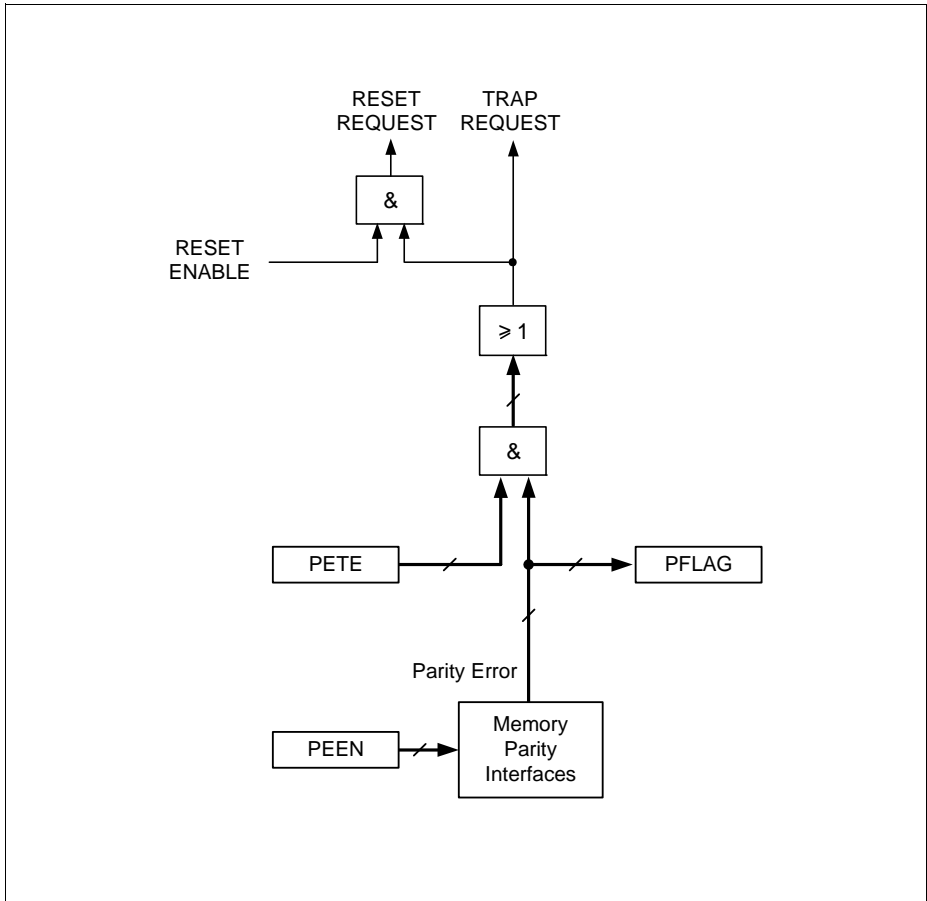 RESET
REQUEST
TRAP
REQUEST
&
RESET
ENABLE
⩾ 1
&
PETE
PFLAG
Parity Error
PEEN
Memory
Parity
Interfaces